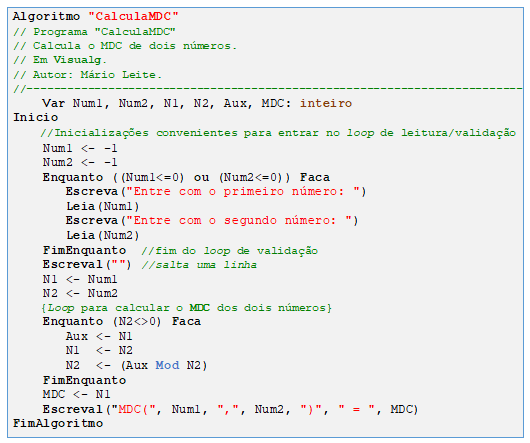 Algoritmo "CalculaMDC"
// Programa "CalculaMDC"
// Calcula o MDC de dois números.
// Em Visualg.
// Autor: Mário Leite.
//------------------------------------------------------------------
Var Num1, Num2, N1, N2, Aux, MDC: inteiro
Inicio
//Inicializações convenientes para entrar no loop de leitura/validação
Num1 <- -1
Num2 <- -1
Enquanto ((Num1<=0) ou (Num2<=0)) Faca
Escreva("Entre com o primeiro número: ")
Leia(Num1)
Escreva("Entre com o segundo número: ")
Leia(Num2)
FimEnquanto //fim do loop de validação
Escreval("") //salta uma linha
N1 <- Num1
N2 <- Num2
{Loop para calcular o MDC dos dois números}
Enquanto (N2<>0) Faca
Aux <- N1
N1 <- N2
N2 <- (Aux Mod N2)
FimEnquanto
MDC <- N1
Escreval("MDC(", Num1, ",", Num2, ")", " = ", MDC)
FimAlgoritmo